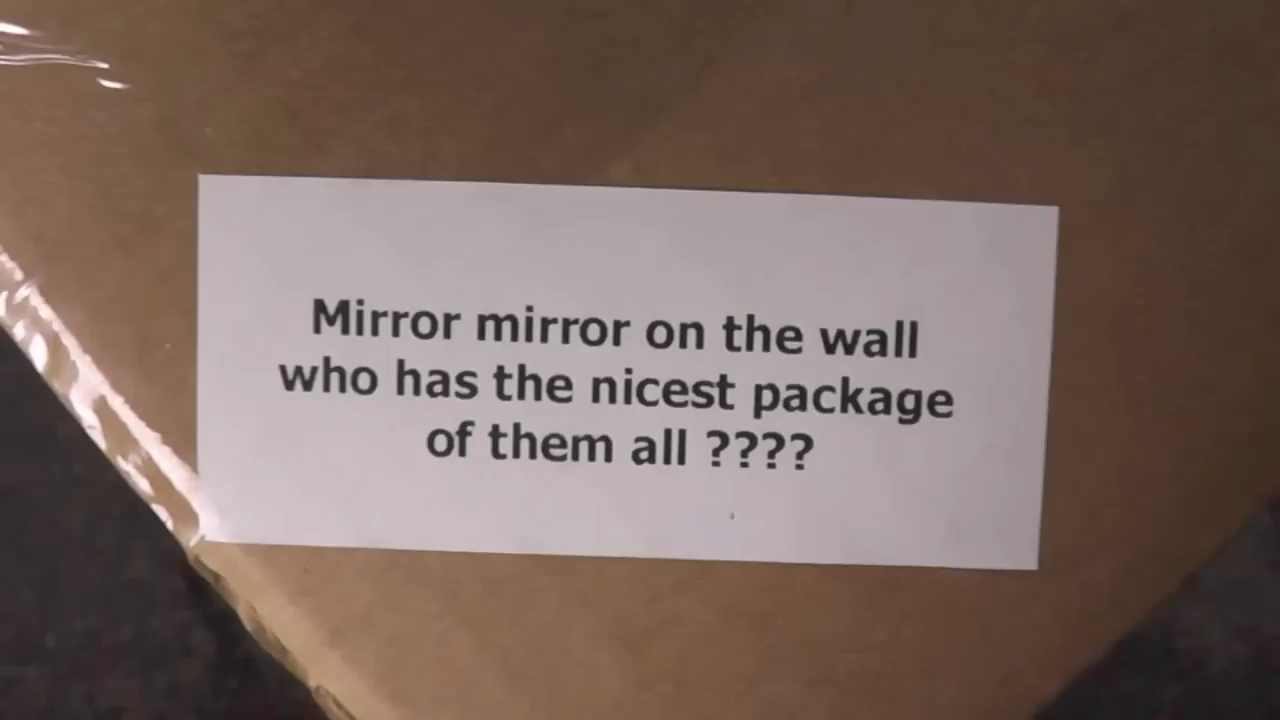 Mirror mirror on the wall
who has the nicest package
of them all ????